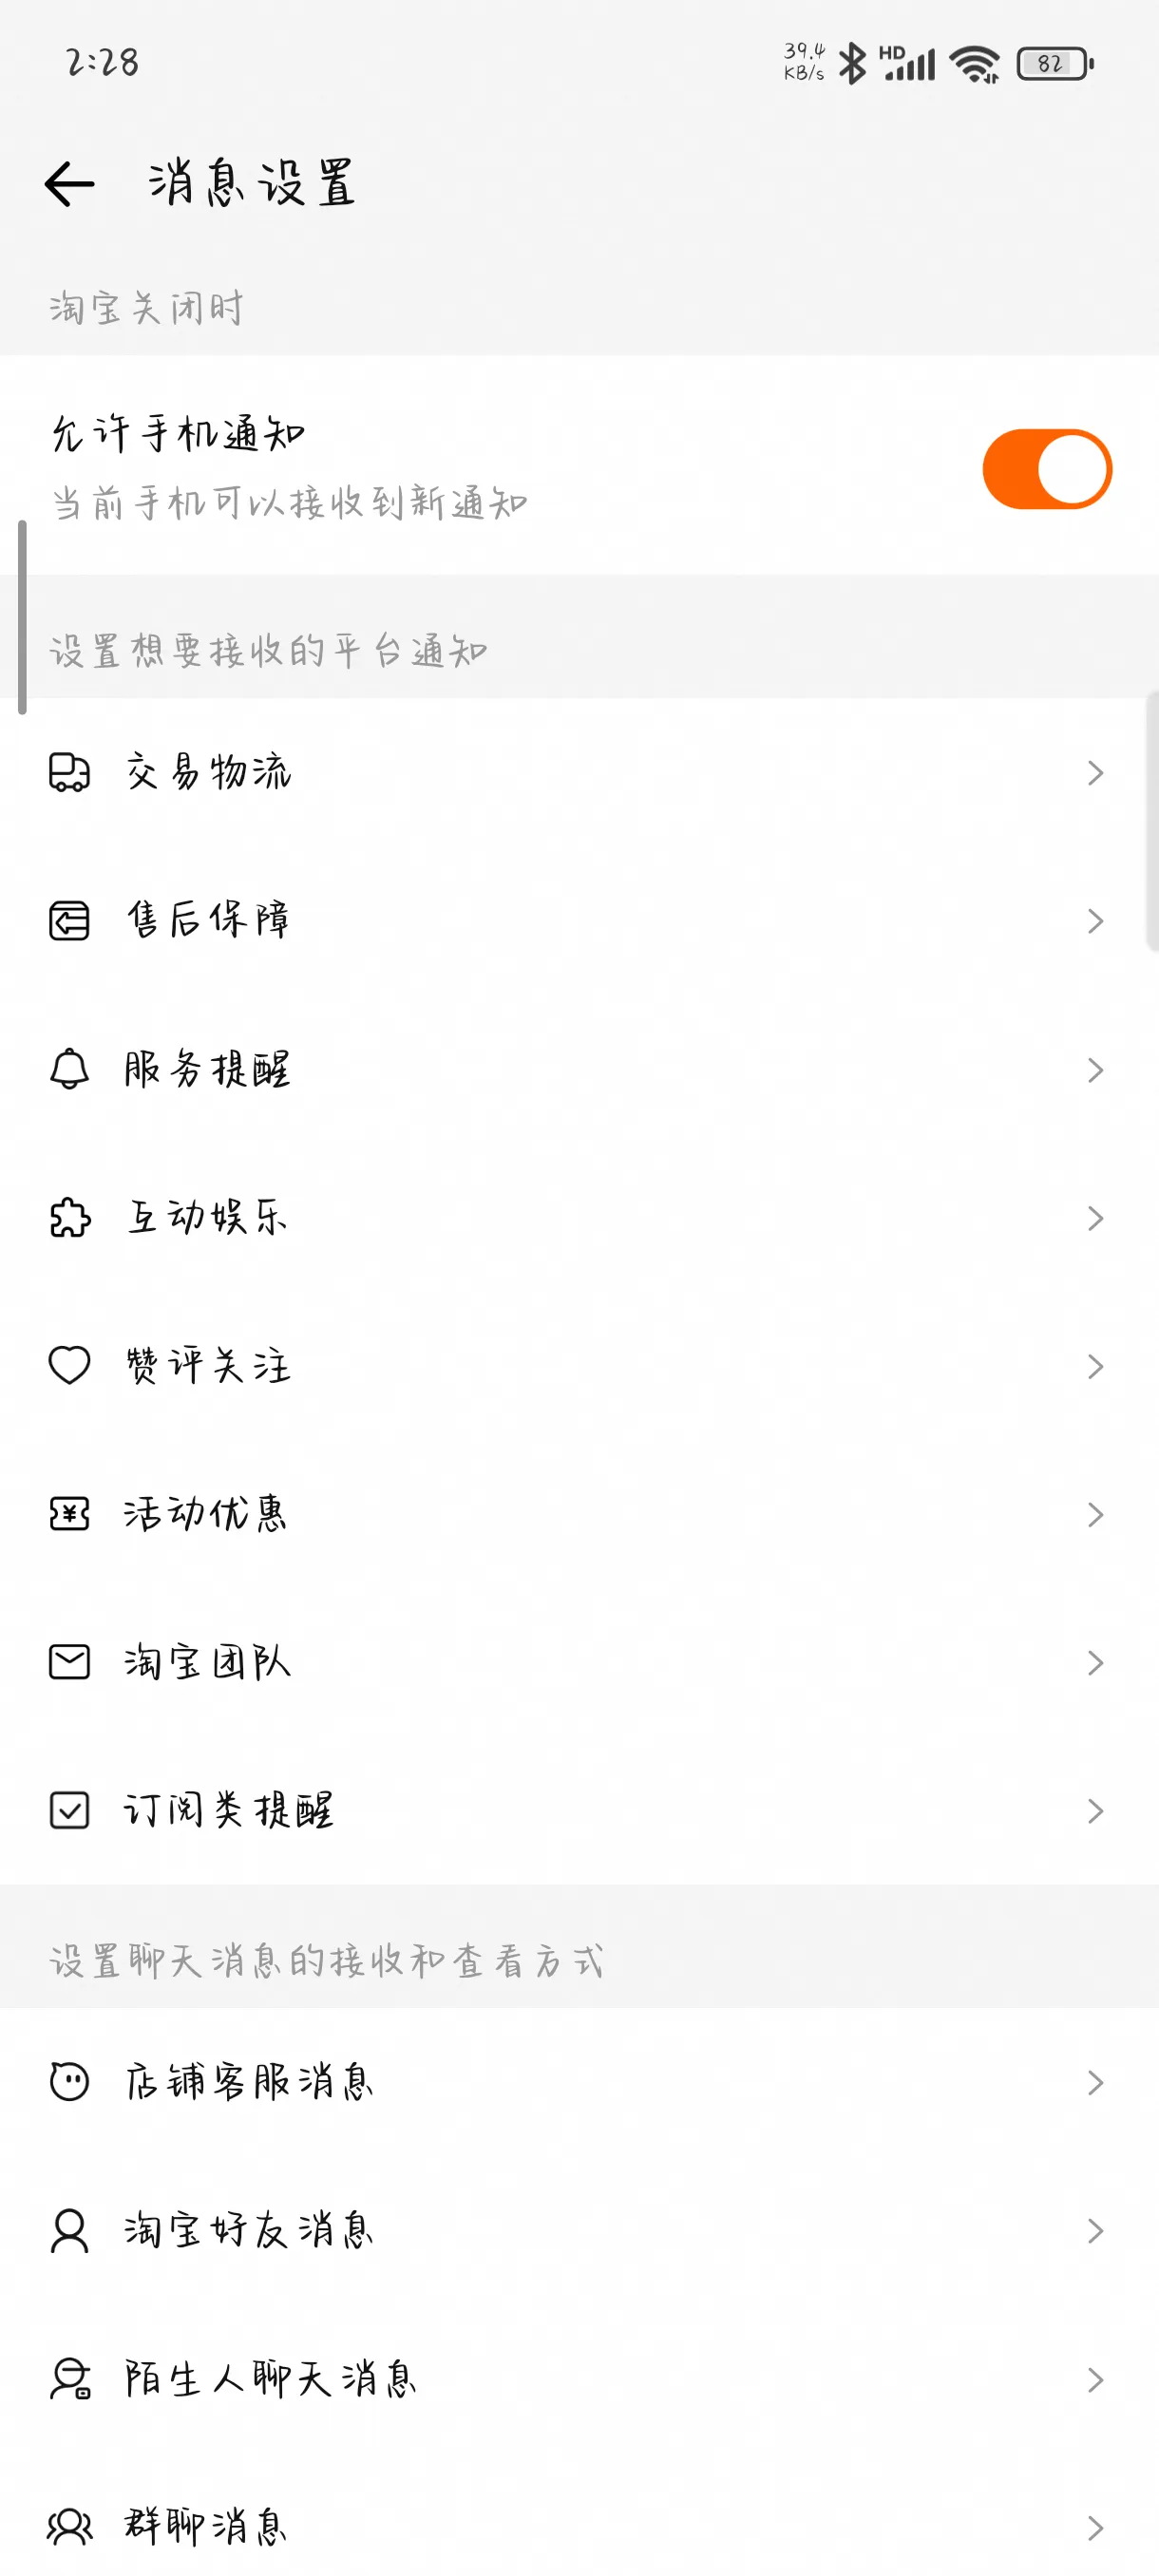 2:28
39.4
KB/s
HD
82
消息设置
淘宝关闭时
允许手机通知
当前手机可以接收到新通知
设置想要接收的平台通知
交易物流
售后保障
服务提醒
互动娱乐
赞评关注
活动优惠
淘宝团队
订阅类提醒
设置聊天消息的接收和查看方式
店铺客服消息
淘宝好友消息
陌生人聊天消息
群聊消息